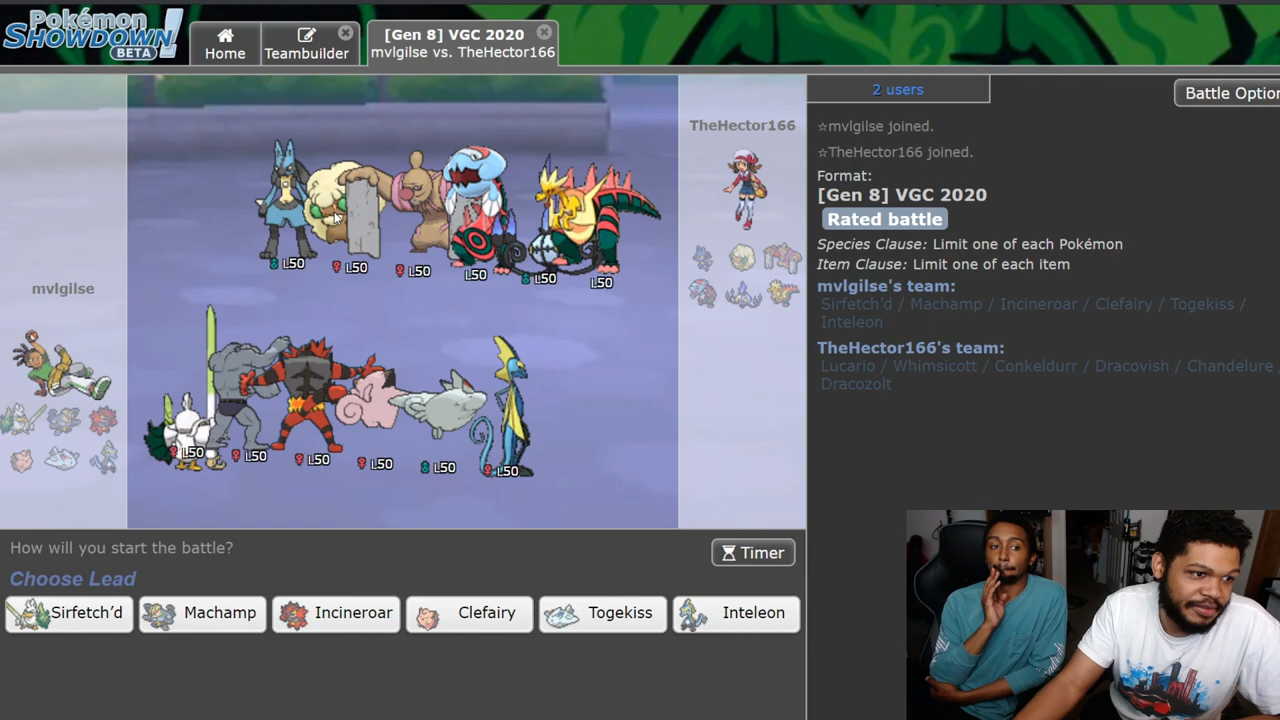 Pokémon
SHOWDOWN!
BETA
Home
Teambuilder
[Gen 8] VGC 2020
mvlgilse vs. TheHector166
2 users
Battle Option
☆mvlgilse joined.
☆TheHector166 joined.
Format:
[Gen 8] VGC 2020
Rated battle
Species Clause: Limit one of each Pokémon
Item Clause: Limit one of each item
mvlgilse's team:
Sirfetch'd / Machamp / Incineroar / Clefairy / Togekiss /
Inteleon
TheHector166's team:
Lucario / Whimsicott / Conkeldurr / Dracovish / Chandelure /
Dracozolt
TheHector166
mvlgilse
L50
L50
L50
L50
L50
L50
L50
L50
L50
L50
L50
L50
How will you start the battle?
Timer
Choose Lead
Sirfetch'd
Machamp
Incineroar
Clefairy
Togekiss
Inteleon